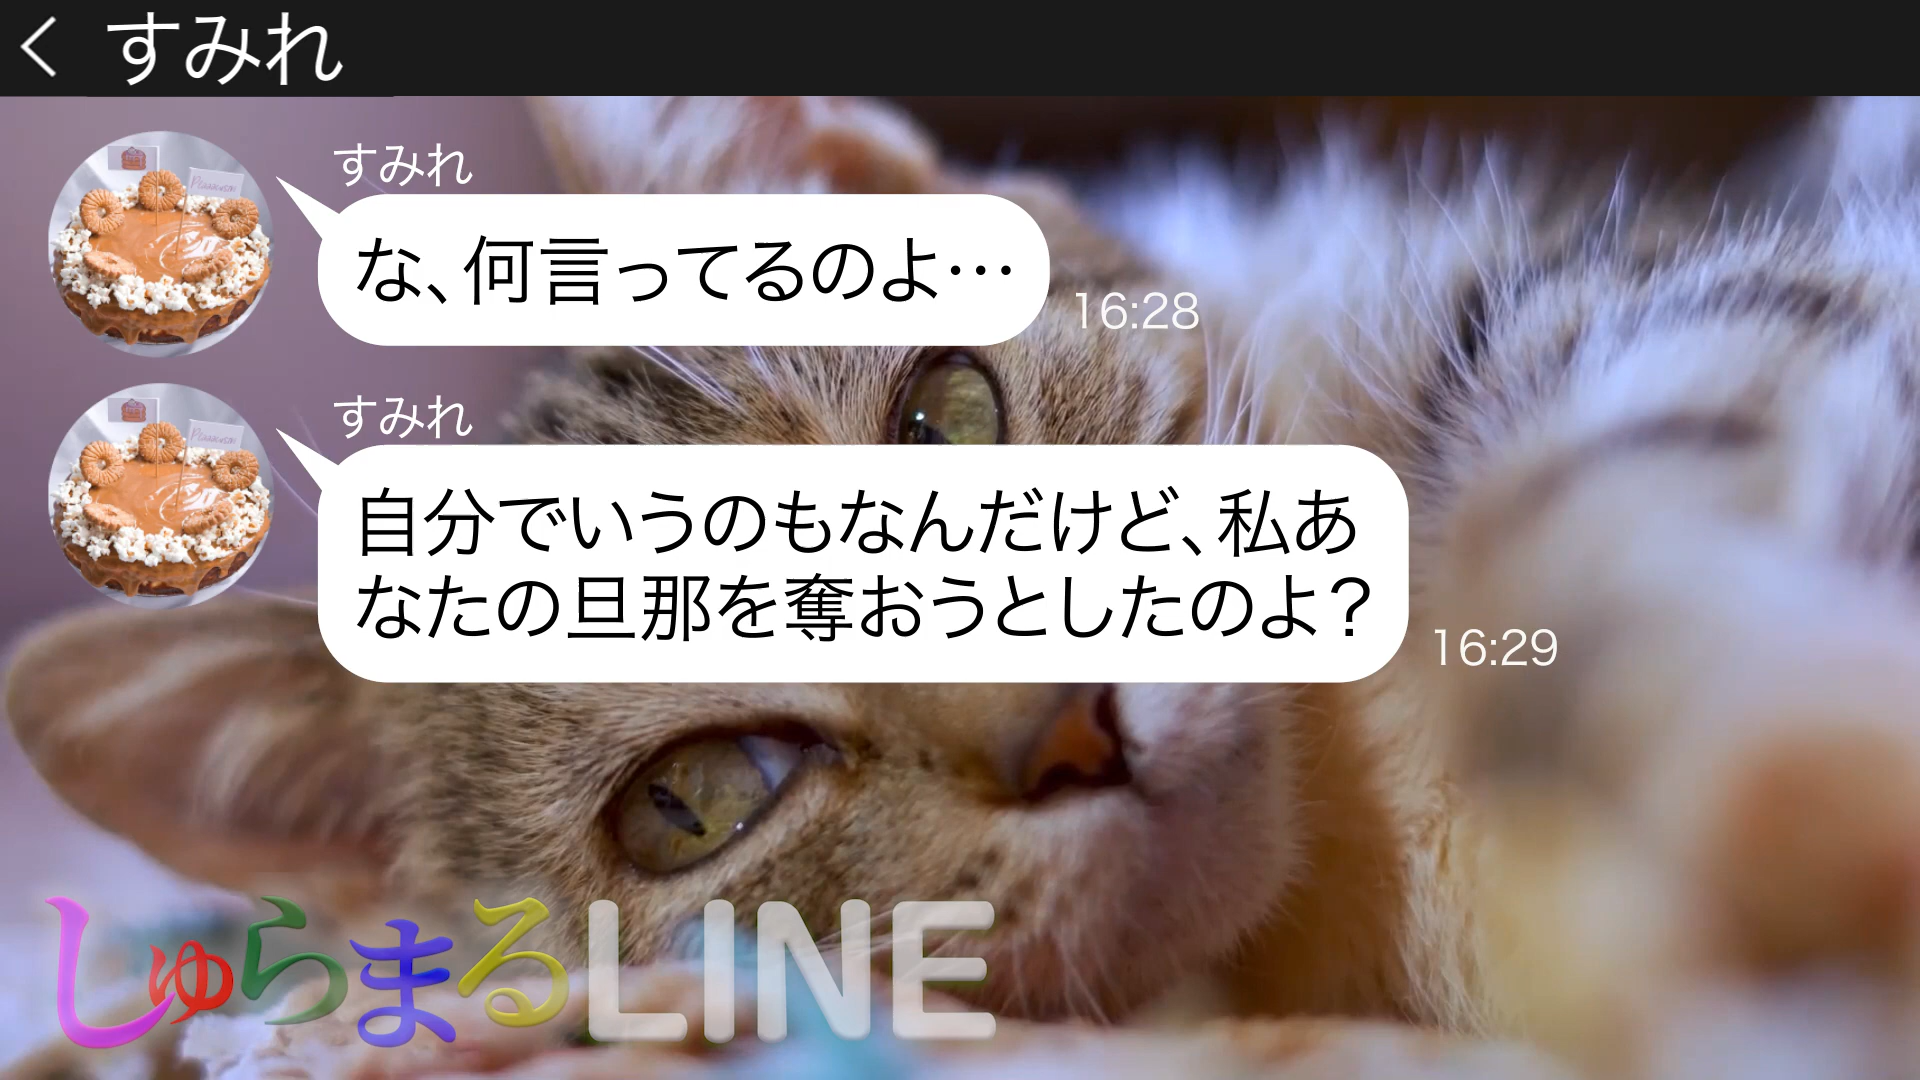 すみれ
すみれ
な、何言ってるのよ…
16:28
すみれ
自分でいうのもなんだけど、私あ
なたの旦那を奪おうとしたのよ？
16:29
しゅらまるLINE